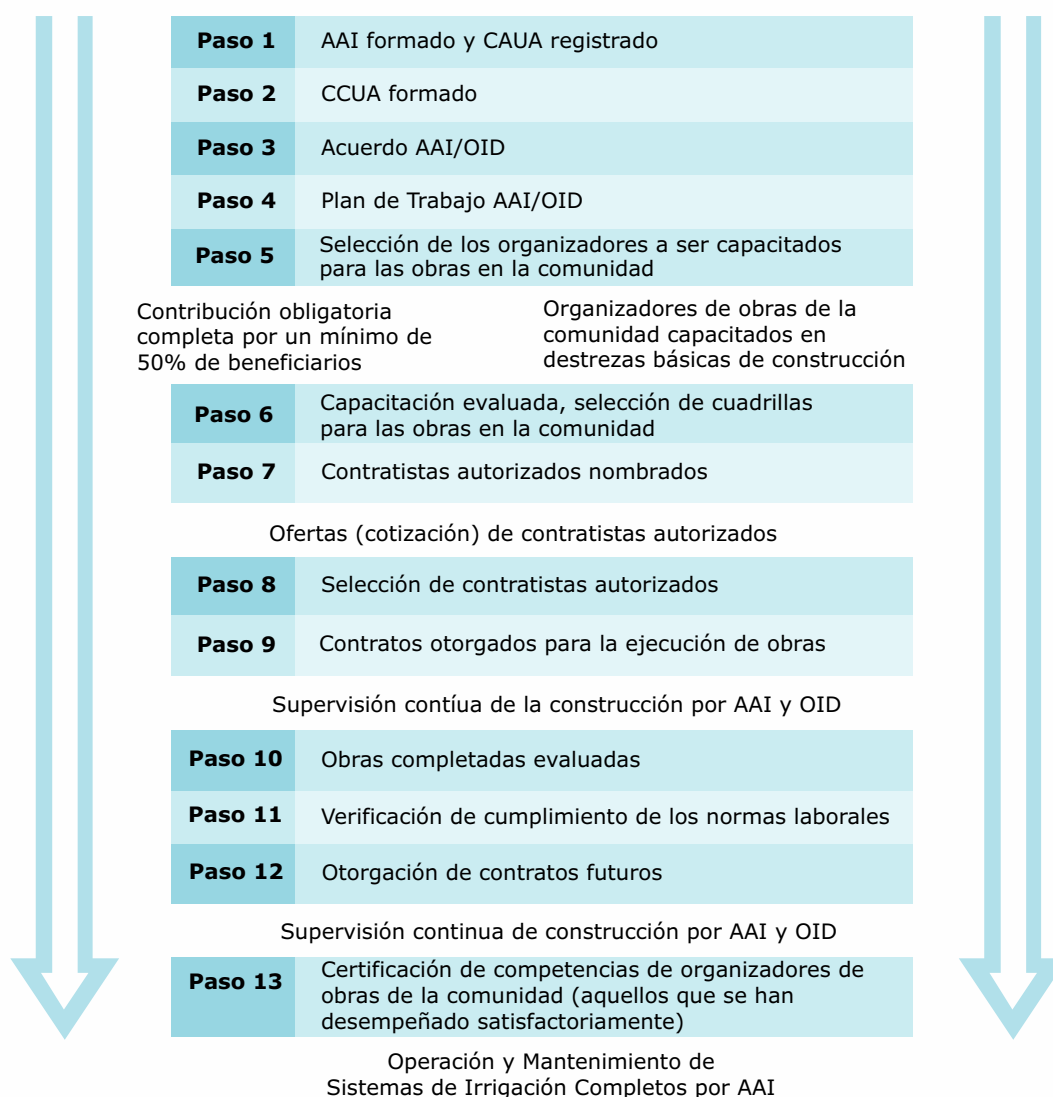 Paso 1 AAI formado y CAUA registrado
Paso 2 CCUA formado
Paso 3 Acuerdo AAI/OID
Paso 4 Plan de Trabajo AAI/OID
Paso 5 Selección de los organizadores a ser capacitados
para las obras en la comunidad
Contribución obligatoria
completa por un mínimo de
50% de beneficiarios
Organizadores de obras de la
comunidad capacitados en
destrezas básicas de construcción
Paso 6 Capacitación evaluada, selección de cuadrillas
para las obras en la comunidad
Paso 7 Contratistas autorizados nombrados
Ofertas (cotización) de contratistas autorizados
Paso 8 Selección de contratistas autorizados
Paso 9 Contratos otorgados para la ejecución de obras
Supervisión contíua de la construcción por AAI y OID
Paso 10 Obras completadas evaluadas
Paso 11 Verificación de cumplimiento de los normas laborales
Paso 12 Otorgación de contratos futuros
Supervisión continua de construcción por AAI y OID
Paso 13 Certificación de competencias de organizadores de
obras de la comunidad (aquellos que se han
desempeñado satisfactoriamente)
Operación y Mantenimiento de
Sistemas de Irrigación Completos por AAI